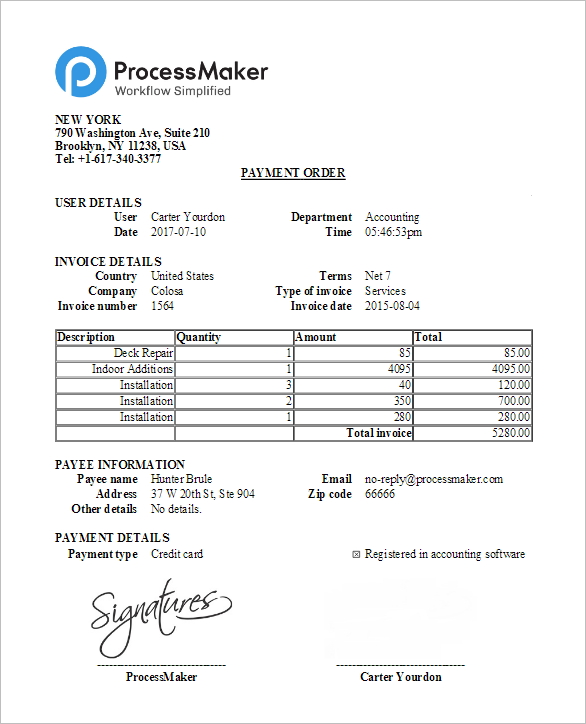 ProcessMaker
Workflow Simplified
NEW YORK
790 Washington Ave, Suite 210
Brooklyn, NY 11238, USA
Tel: +1-617-340-3377
PAYMENT ORDER
USER DETAILS
User Carter Yourdon Department Accounting
Date 2017-07-10 Time 05:46:53pm
INVOICE DETAILS
Country United States Terms Net 7
Company Colosa Type of invoice Services
Invoice number 1564 Invoice date 2015-08-04
Description Quantity Amount Total
Deck Repair 1 85 85.00
Indoor Additions 1 4095 4095.00
Installation 3 40 120.00
Installation 2 350 700.00
Installation 1 280 280.00
Total invoice 5280.00
PAYEE INFORMATION
Payee name Hunter Brule Email no-reply@processmaker.com
Address 37 W 20th St, Ste 904 Zip code 66666
Other details No details.
PAYMENT DETAILS
Payment type Credit card ☒ Registered in accounting software
Signatures
ProcessMaker Carter Yourdon